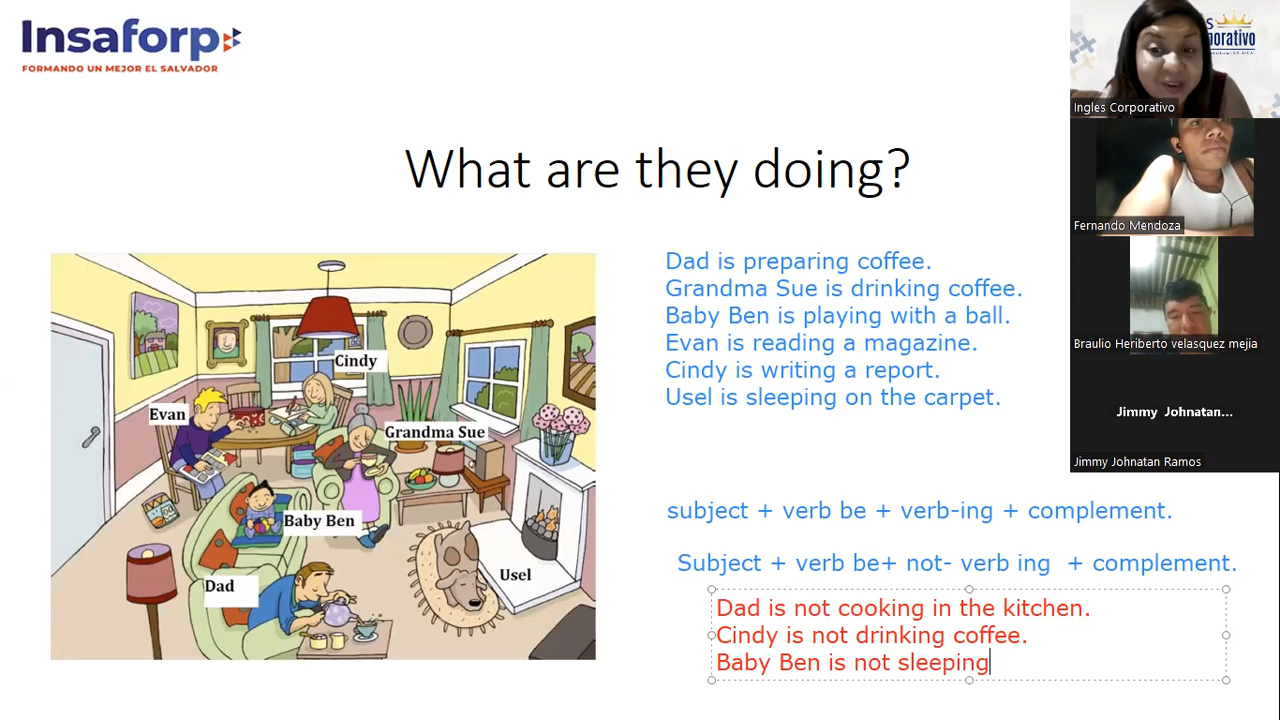 Insaforp
FORMANDO UN MEJOR EL SALVADOR
What are they doing?
Cindy
Evan
Grandma Sue
Baby Ben
Usel
Dad
Dad is preparing coffee.
Grandma Sue is drinking coffee.
Baby Ben is playing with a ball.
Evan is reading a magazine.
Cindy is writing a report.
Usel is sleeping on the carpet.
subject + verb be + verb-ing + complement.
Subject + verb be+ not- verb ing + complement.
Dad is not cooking in the kitchen.
Cindy is not drinking coffee.
Baby Ben is not sleeping
Ingles Corporativo
Fernando Mendoza
Braulio Heriberto velasquez mejia
Jimmy Johnatan...
Jimmy Johnatan Ramos